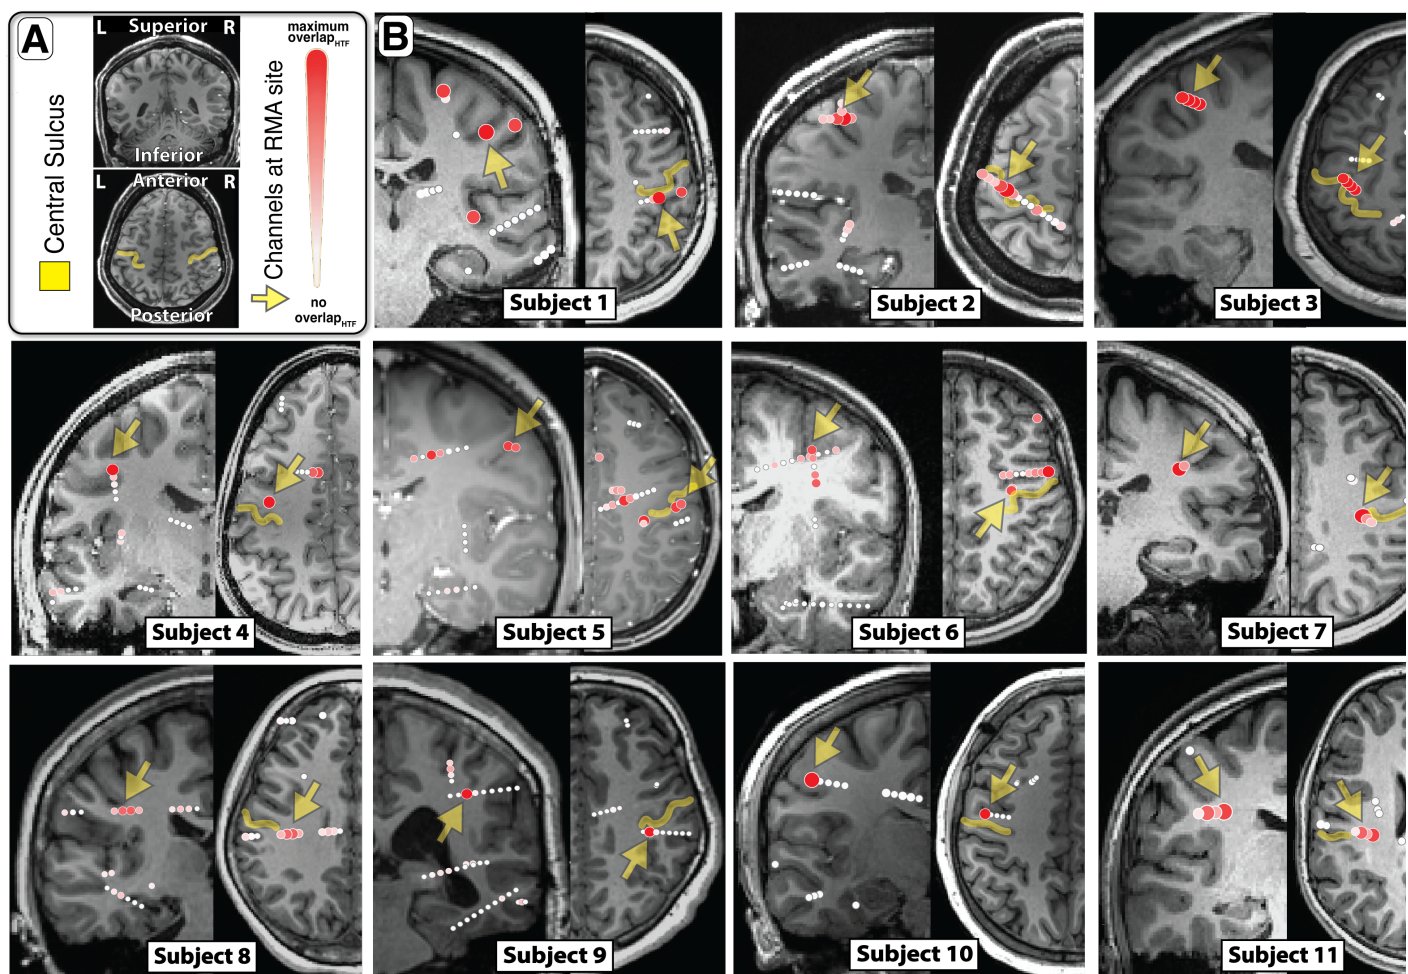 A
L Superior R
Inferior
L Anterior R
Posterior
Central Sulcus
maximum
overlapHTF
Channels at RMA site
no
overlapHTF
B
Subject 1
Subject 2
Subject 3
Subject 4
Subject 5
Subject 6
Subject 7
Subject 8
Subject 9
Subject 10
Subject 11